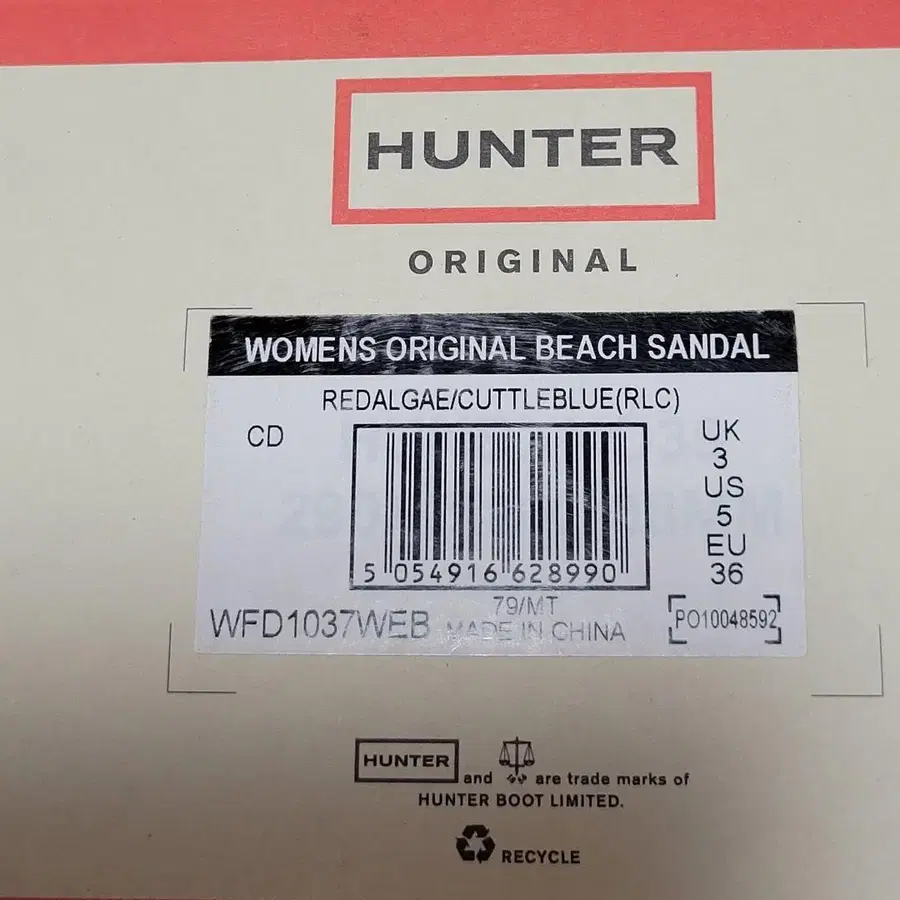 HUNTER
ORIGINAL
WOMENS ORIGINAL BEACH SANDAL
REDALGAE/CUTTLEBLUE(RLC)
CD
UK
3
US
5
EU
36
5 054916 628990
79/MT
WFD1037WEB MADE IN CHINA
PO10048592
HUNTER and are trade marks of
HUNTER BOOT LIMITED.
RECYCLE